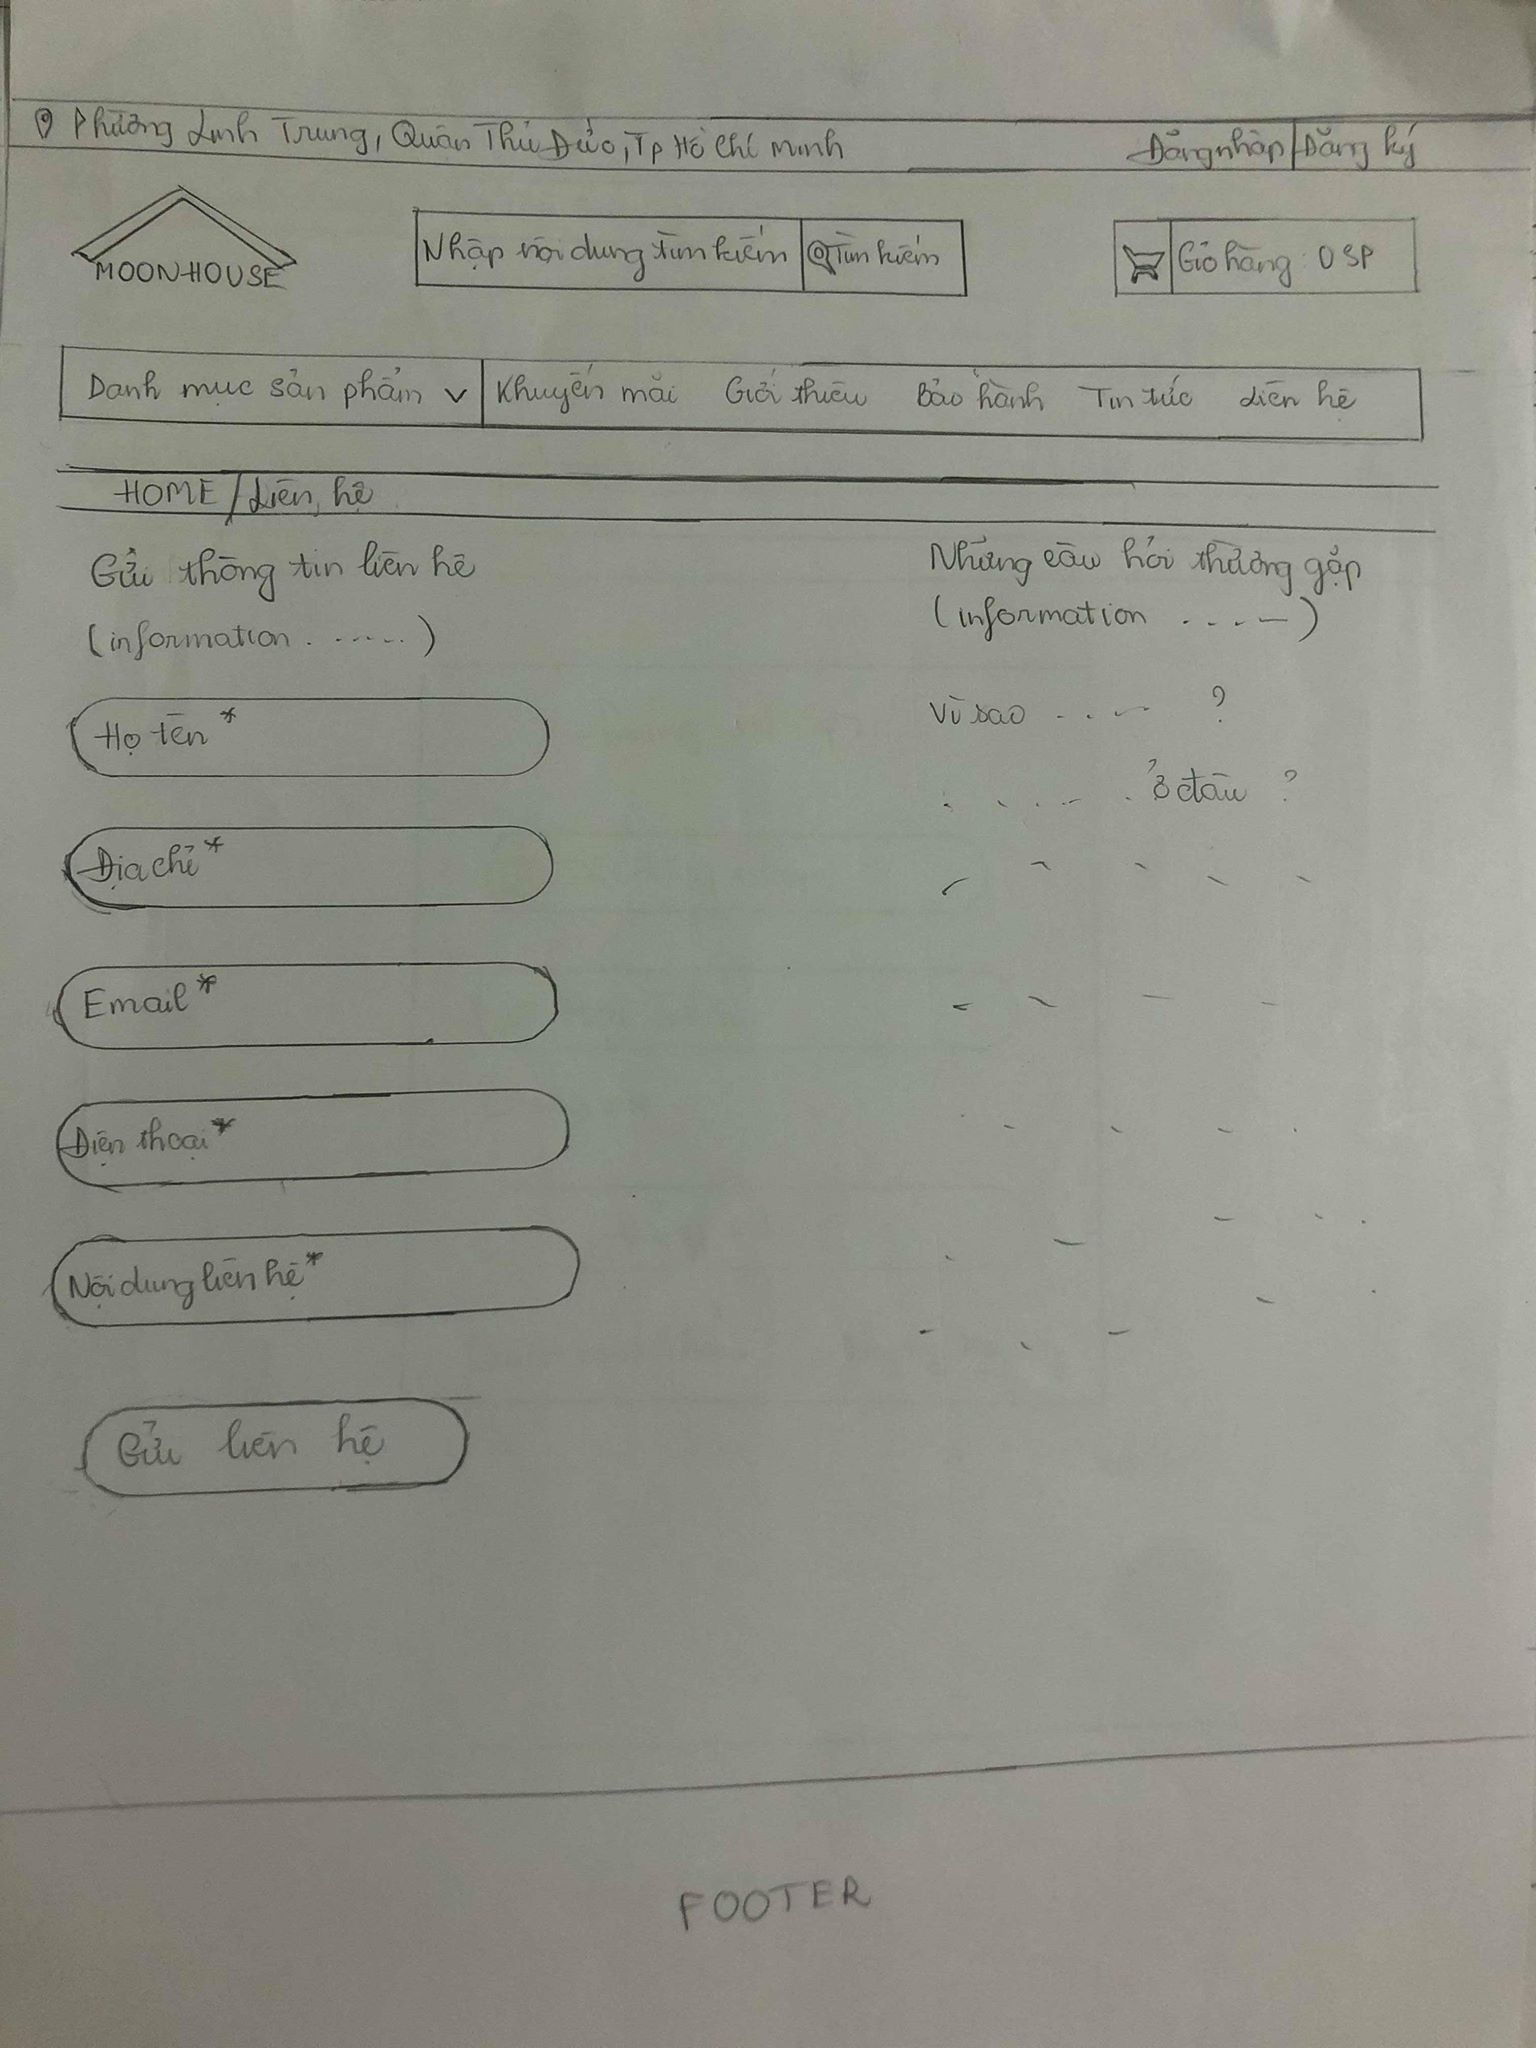 Phường Linh Trung, Quận Thủ Đức, Tp Hồ Chí Minh Đăng nhập / Đăng ký
MOONHOUSE Nhập nội dung tìm kiếm Tìm kiếm Giỏ hàng: 0 SP
Danh mục sản phẩm Khuyến mãi Giới thiệu Bảo hành Tin tức Liên hệ
HOME / Liên hệ
Gửi thông tin liên hệ
(information . ..... )
Những câu hỏi thường gặp
(information ..... )
Họ tên *
Địa chỉ *
Email *
Điện thoại *
Nội dung liên hệ *
Gửi liên hệ
Vì sao .... ?
..... ở đâu ?
FOOTER